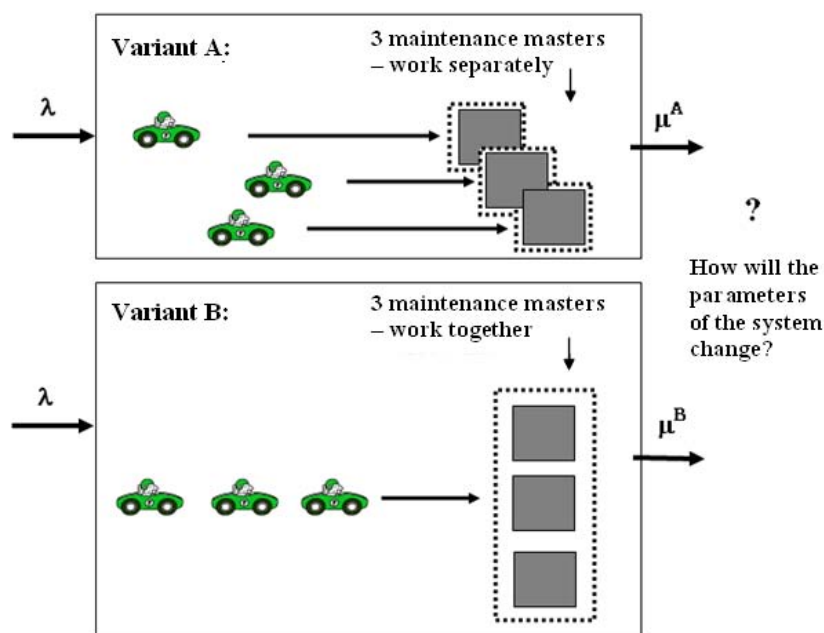 Variant A:
3 maintenance masters
– work separately
λ
μA
?
How will the
parameters
of the system
change?
Variant B:
3 maintenance masters
– work together
λ
μB